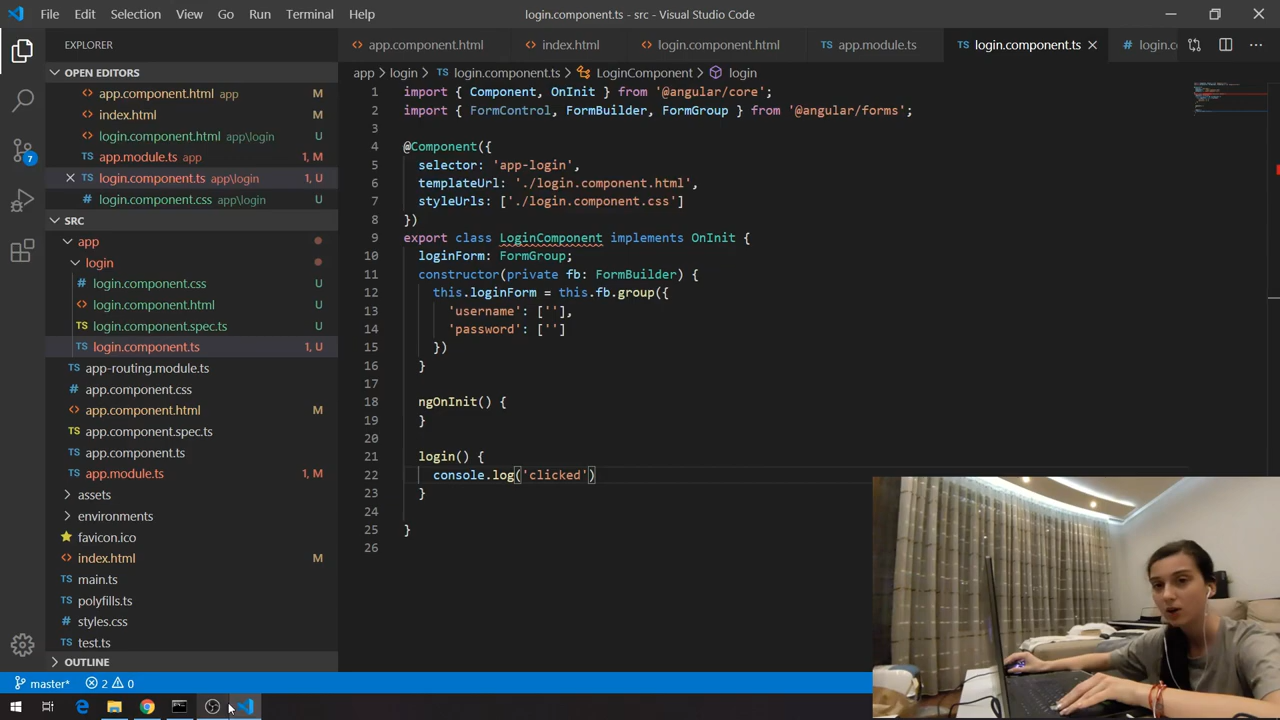 File Edit Selection View Go Run Terminal Help
login.component.ts - src - Visual Studio Code
EXPLORER
OPEN EDITORS
app.component.html app M
index.html M
login.component.html app\login U
app.module.ts app 1, M
login.component.ts app\login 1, U
login.component.css app\login U
SRC
app
login
login.component.css U
login.component.html U
login.component.spec.ts U
login.component.ts 1, U
app-routing.module.ts
app.component.css
app.component.html M
app.component.spec.ts
app.component.ts
app.module.ts 1, M
assets
environments
favicon.ico
index.html M
main.ts
polyfills.ts
styles.css
test.ts
OUTLINE
7
app.component.html index.html login.component.html app.module.ts login.component.ts login.c
app > login > login.component.ts > LoginComponent > login
1 import { Component, OnInit } from '@angular/core';
2 import { FormControl, FormBuilder, FormGroup } from '@angular/forms';
3
4 @Component({
5 selector: 'app-login',
6 templateUrl: './login.component.html',
7 styleUrls: ['./login.component.css']
8 })
9 export class LoginComponent implements OnInit {
10 loginForm: FormGroup;
11 constructor(private fb: FormBuilder) {
12 this.loginForm = this.fb.group({
13 'username': [''],
14 'password': ['']
15 })
16 }
17
18 ngOnInit() {
19 }
20
21 login() {
22 console.log('clicked')
23 }
24
25 }
26
master* 2 0